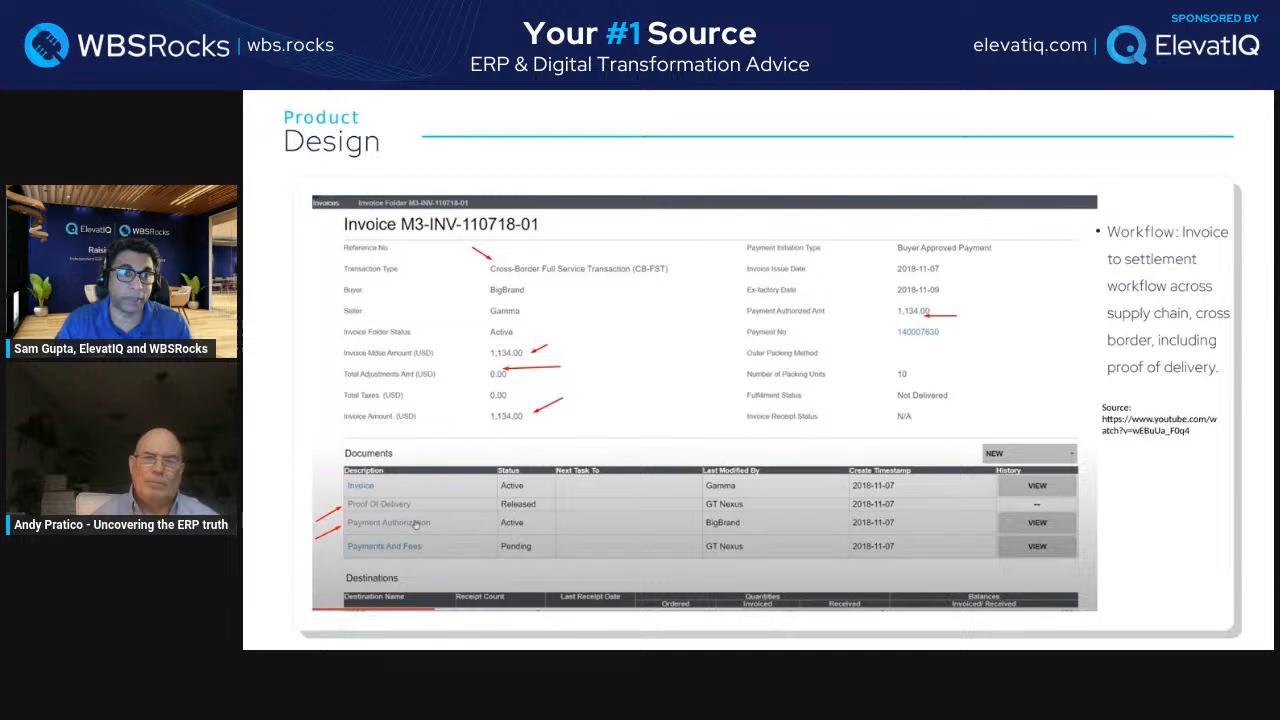 WBSRocks | wbs.rocks
Your #1 Source
ERP & Digital Transformation Advice
SPONSORED BY
elevatiq.com | ElevatIQ
Product
Design
Invoices Invoice Folder M3-INV-110718-01
Invoice M3-INV-110718-01
Reference No
Payment Initiation Type Buyer Approved Payment
Transaction Type Cross-Border Full Service Transaction (CB-FST)
Invoice Issue Date 2018-11-07
Buyer BigBrand
Ex-factory Date 2018-11-09
Seller Gamma
Payment Authorized Amt 1,134.00
Invoice Folder Status Active
Payment No 140007630
Invoice Mdse Amount (USD) 1,134.00
Outer Packing Method
Total Adjustments Amt (USD) 0.00
Number of Packing Units 10
Total Taxes (USD) 0.00
Fulfillment Status Not Delivered
Invoice Amount (USD) 1,134.00
Invoice Receipt Status N/A
Documents NEW
Description Status Next Task To Last Modified By Create Timestamp History
Invoice Active Gamma 2018-11-07 VIEW
Proof Of Delivery Released GT Nexus 2018-11-07 --
Payment Authorization Active BigBrand 2018-11-07 VIEW
Payments And Fees Pending GT Nexus 2018-11-07 VIEW
Destinations
Destination Name Receipt Count Last Receipt Date Quantities Balances
Ordered Invoiced Received Invoiced/ Received
• Workflow: Invoice
to settlement
workflow across
supply chain, cross
border, including
proof of delivery.
Source:
https://www.youtube.com/w
atch?v=wEBuUa_F0q4
ElevatIQ | WBSRocks
Sam Gupta, ElevatIQ and WBSRocks
Andy Pratico - Uncovering the ERP truth